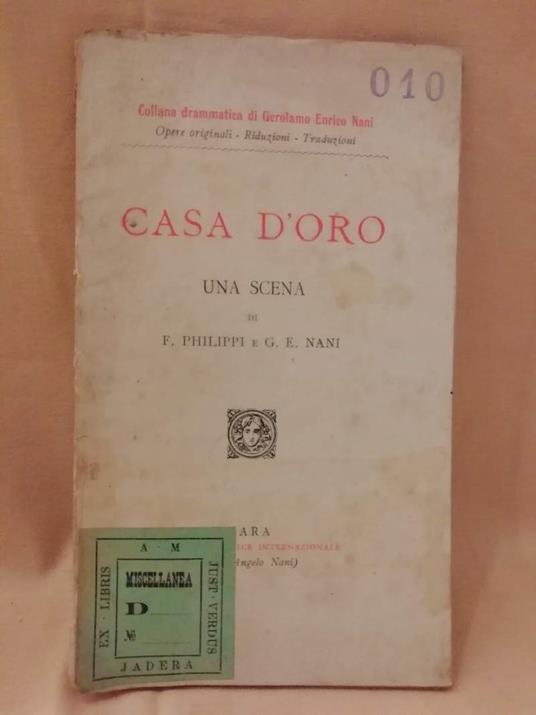 010
Collana drammatica di Gerolamo Enrico Nani
Opere originali - Riduzioni - Traduzioni
CASA D'ORO
UNA SCENA
DI
F. PHILIPPI E G. E. NANI
ARA
INTERNAZIONALE
Angelo Nani)
A M
EX · LIBRIS
JUST · VERDUS
MISCELLANEA
D
№
JADERA